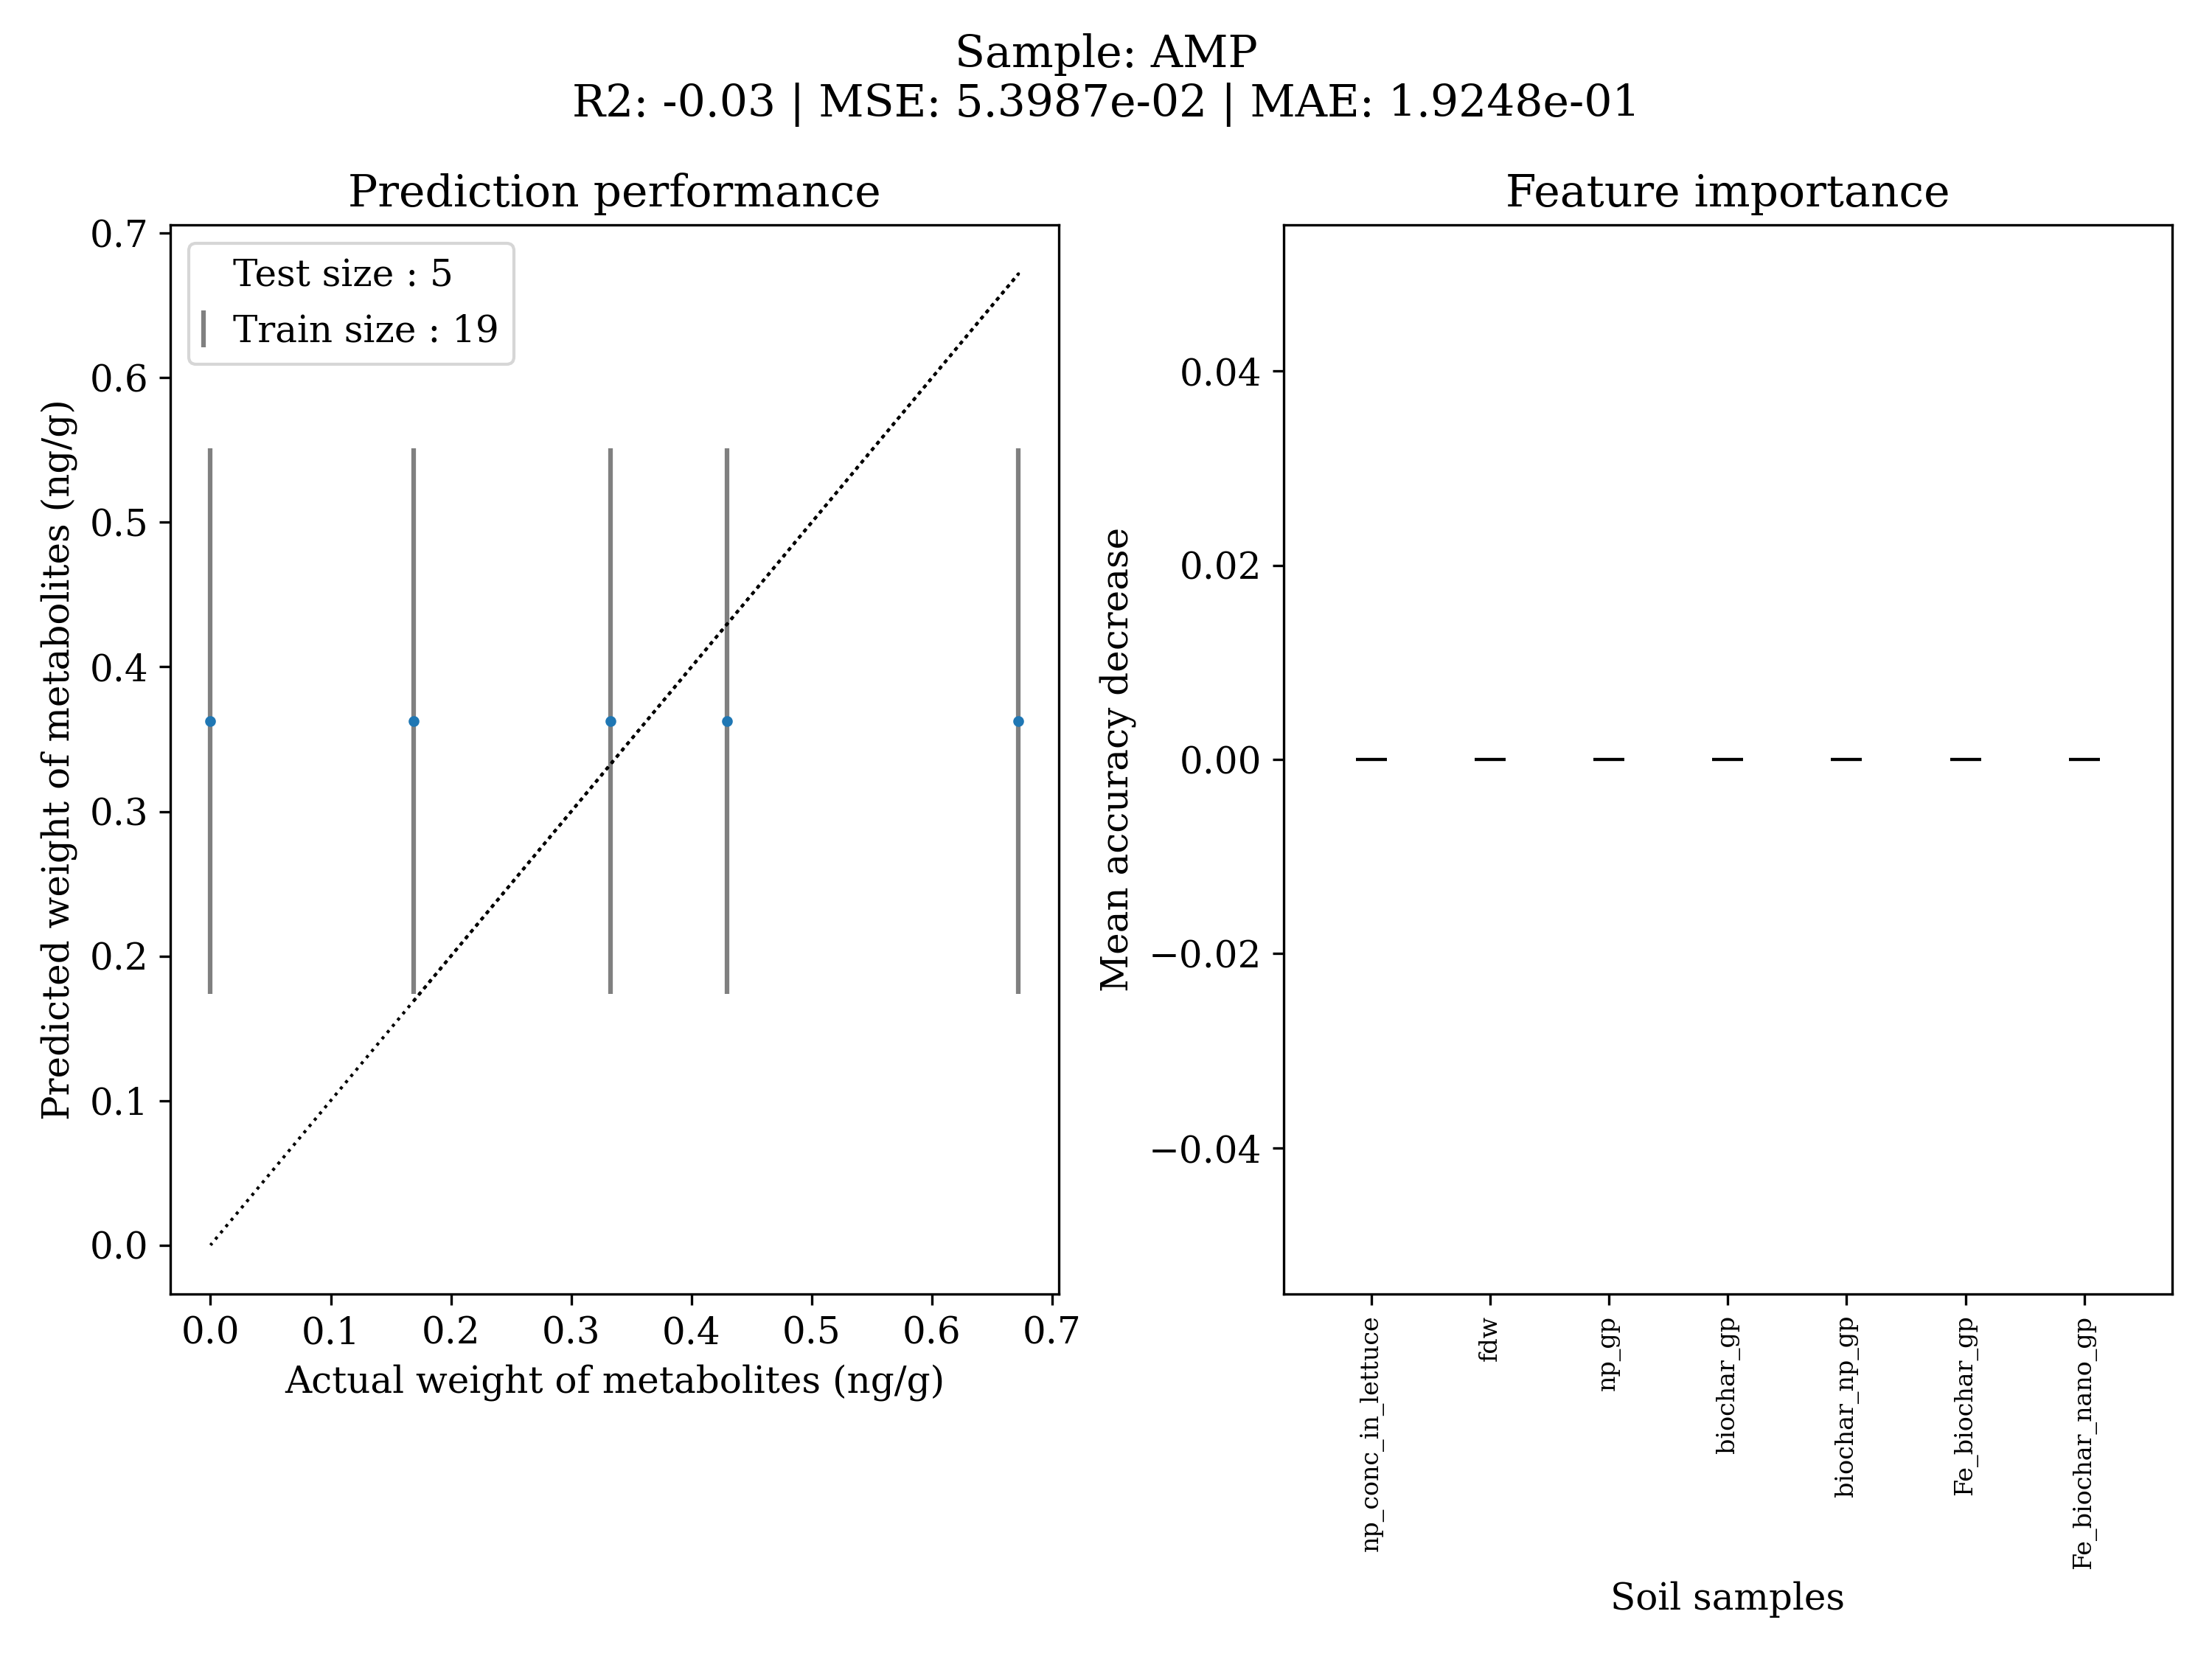 Sample: AMP
R2: -0.03 | MSE: 5.3987e-02 | MAE: 1.9248e-01
Prediction performance
Test size : 5
Train size : 19
0.7
0.6
0.5
0.4
0.3
0.2
0.1
0.0
Predicted weight of metabolites (ng/g)
0.0 0.1 0.2 0.3 0.4 0.5 0.6 0.7
Actual weight of metabolites (ng/g)
Feature importance
0.04
0.02
0.00
−0.02
−0.04
Mean accuracy decrease
np_conc_in_lettuce
fdw
np_gp
biochar_gp
biochar_np_gp
Fe_biochar_gp
Fe_biochar_nano_gp
Soil samples